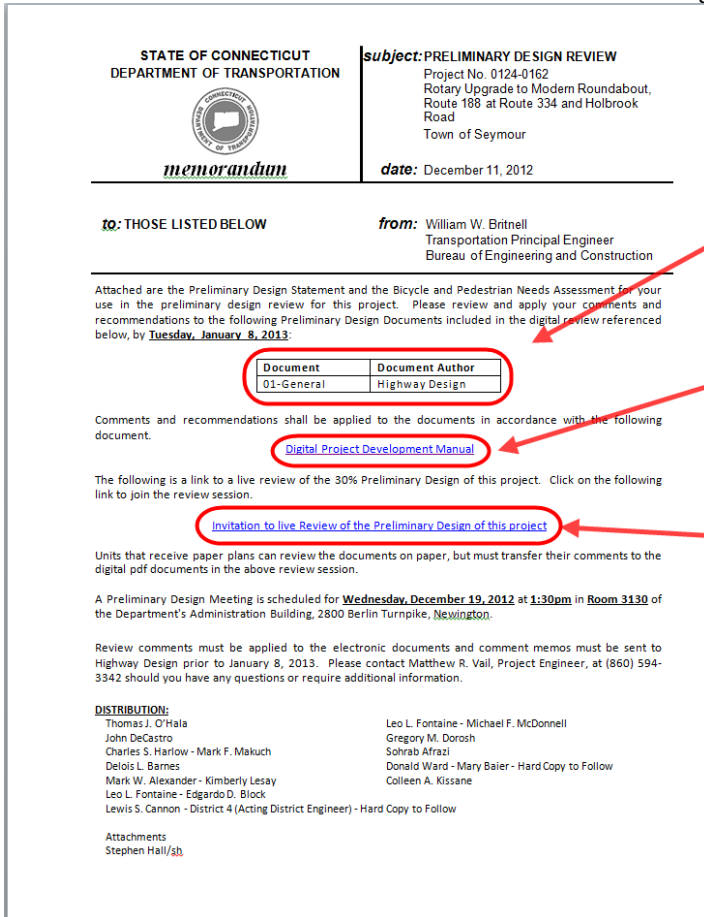 STATE OF CONNECTICUT
DEPARTMENT OF TRANSPORTATION
CONNECTICUT
DEPARTMENT OF TRANSPORTATION
memorandum
subject: PRELIMINARY DESIGN REVIEW
Project No. 0124-0162
Rotary Upgrade to Modern Roundabout,
Route 188 at Route 334 and Holbrook
Road
Town of Seymour
date: December 11, 2012
to: THOSE LISTED BELOW
from: William W. Britnell
Transportation Principal Engineer
Bureau of Engineering and Construction
Attached are the Preliminary Design Statement and the Bicycle and Pedestrian Needs Assessment for your
use in the preliminary design review for this project. Please review and apply your comments and
recommendations to the following Preliminary Design Documents included in the digital review referenced
below, by Tuesday, January 8, 2013:
Document Document Author
01-General Highway Design
Comments and recommendations shall be applied to the documents in accordance with the following
document.
Digital Project Development Manual
The following is a link to a live review of the 30% Preliminary Design of this project. Click on the following
link to join the review session.
Invitation to live Review of the Preliminary Design of this project
Units that receive paper plans can review the documents on paper, but must transfer their comments to the
digital pdf documents in the above review session.
A Preliminary Design Meeting is scheduled for Wednesday, December 19, 2012 at 1:30pm in Room 3130 of
the Department's Administration Building, 2800 Berlin Turnpike, Newington.
Review comments must be applied to the electronic documents and comment memos must be sent to
Highway Design prior to January 8, 2013. Please contact Matthew R. Vail, Project Engineer, at (860) 594-
3342 should you have any questions or require additional information.
DISTRIBUTION:
Thomas J. O'Hala
John DeCastro
Charles S. Harlow - Mark F. Makuch
Delois L. Barnes
Mark W. Alexander - Kimberly Lesay
Leo L. Fontaine - Edgardo D. Block
Lewis S. Cannon - District 4 (Acting District Engineer) - Hard Copy to Follow
Leo L. Fontaine - Michael F. McDonnell
Gregory M. Dorosh
Sohrab Afrazi
Donald Ward - Mary Baier - Hard Copy to Follow
Colleen A. Kissane
Attachments
Stephen Hall/sh